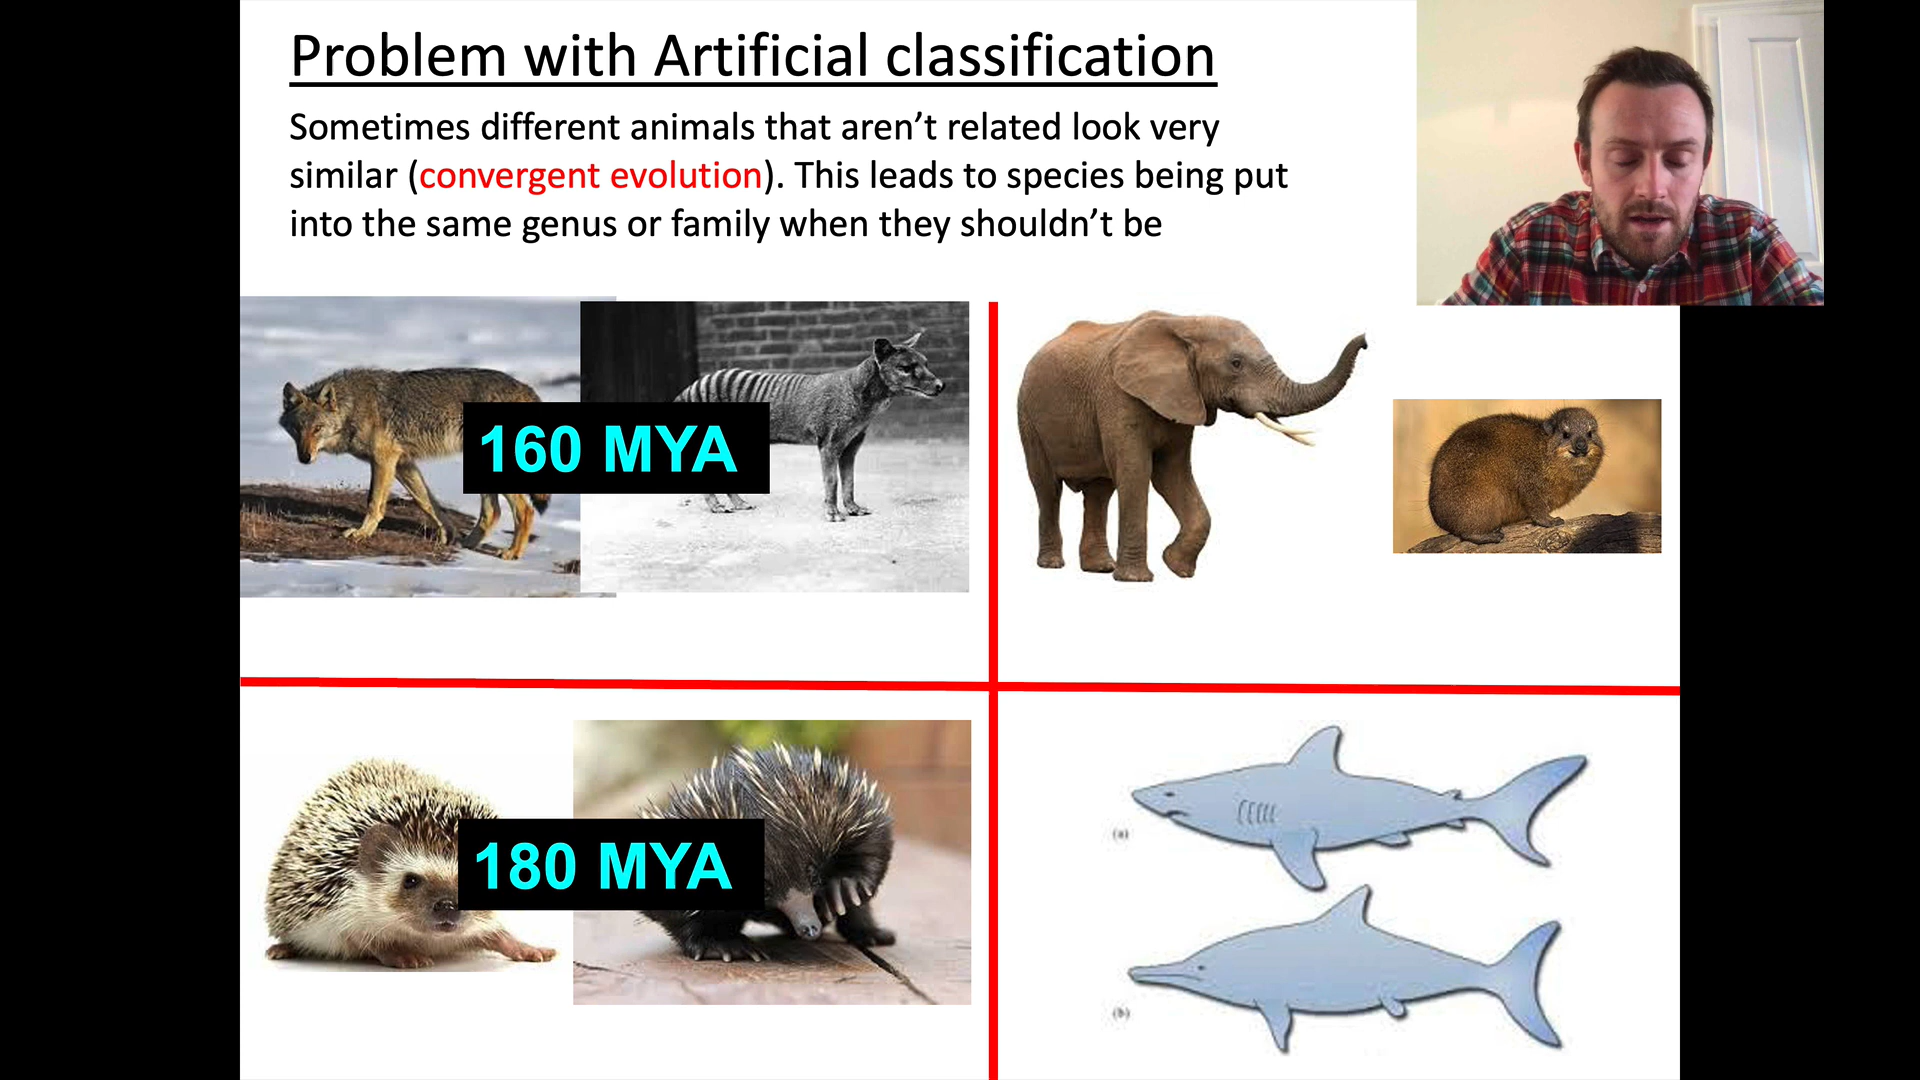 Problem with Artificial classification
Sometimes different animals that aren’t related look very
similar (convergent evolution). This leads to species being put
into the same genus or family when they shouldn’t be
160 MYA
180 MYA
(a)
(b)